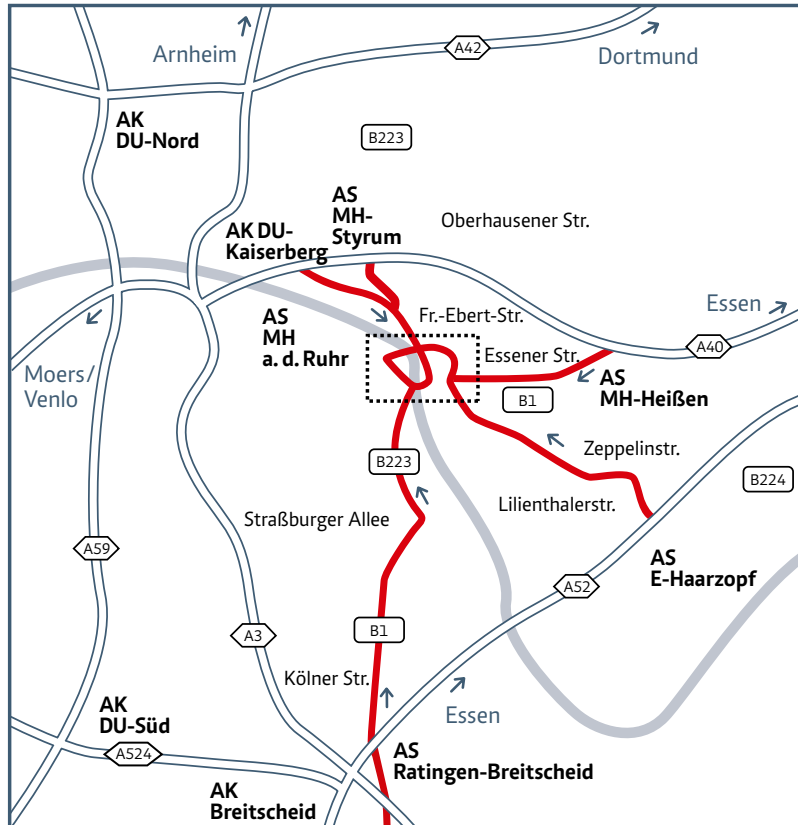 Arnheim
A42
Dortmund
AK
DU-Nord
B223
AS
MH-
Styrum
Oberhausener Str.
AK DU-
Kaiserberg
AS
MH
a. d. Ruhr
Fr.-Ebert-Str.
Essen
A40
Essener Str.
Moers/
Venlo
AS
MH-Heißen
B1
Zeppelinstr.
B223
B224
Lilienthalerstr.
Straßburger Allee
A59
AS
E-Haarzopf
A52
A3
B1
Kölner Str.
AK
DU-Süd
Essen
A524
AS
Ratingen-Breitscheid
AK
Breitscheid